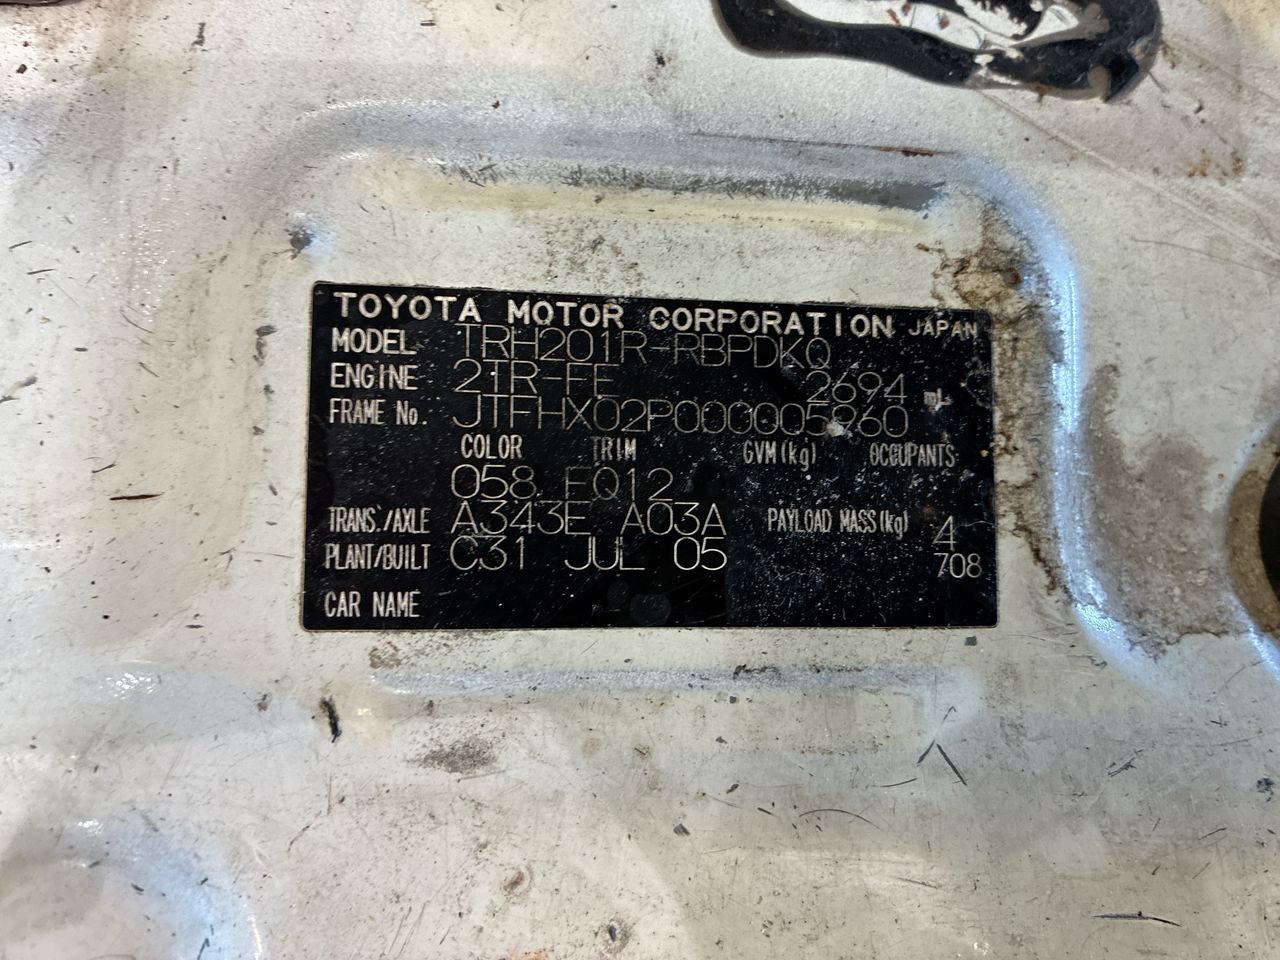 TOYOTA MOTOR CORPORATION JAPAN
MODEL TRH201R-RBPDKQ
ENGINE 2TR-FE 2694 mL
FRAME No. JTFHX02P000005960
COLOR TRIM GVM(kg) OCCUPANTS
058 FQ12
TRANS./AXLE A343E A03A PAYLOAD MASS(kg) 4
PLANT/BUILT C31 JUL 05 708
CAR NAME